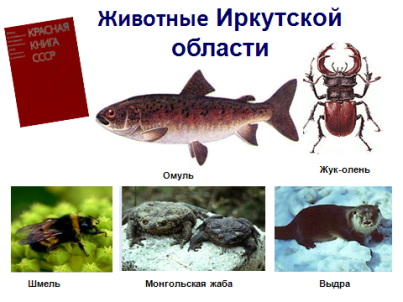 КРАСНАЯ
КНИГА
СССР
Животные Иркутской
области
Омуль
Жук-олень
Шмель
Монгольская жаба
Выдра